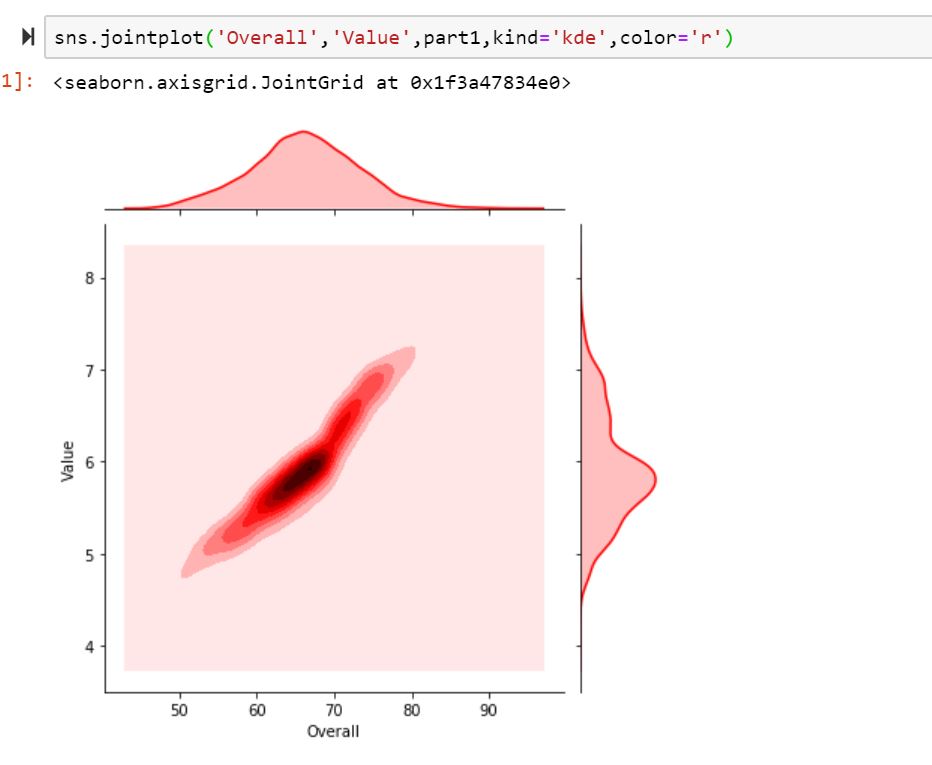 sns.jointplot('Overall','Value',part1,kind='kde',color='r')
1]: <seaborn.axisgrid.JointGrid at 0x1f3a47834e0>
8
7
6
5
4
Value
50 60 70 80 90
Overall